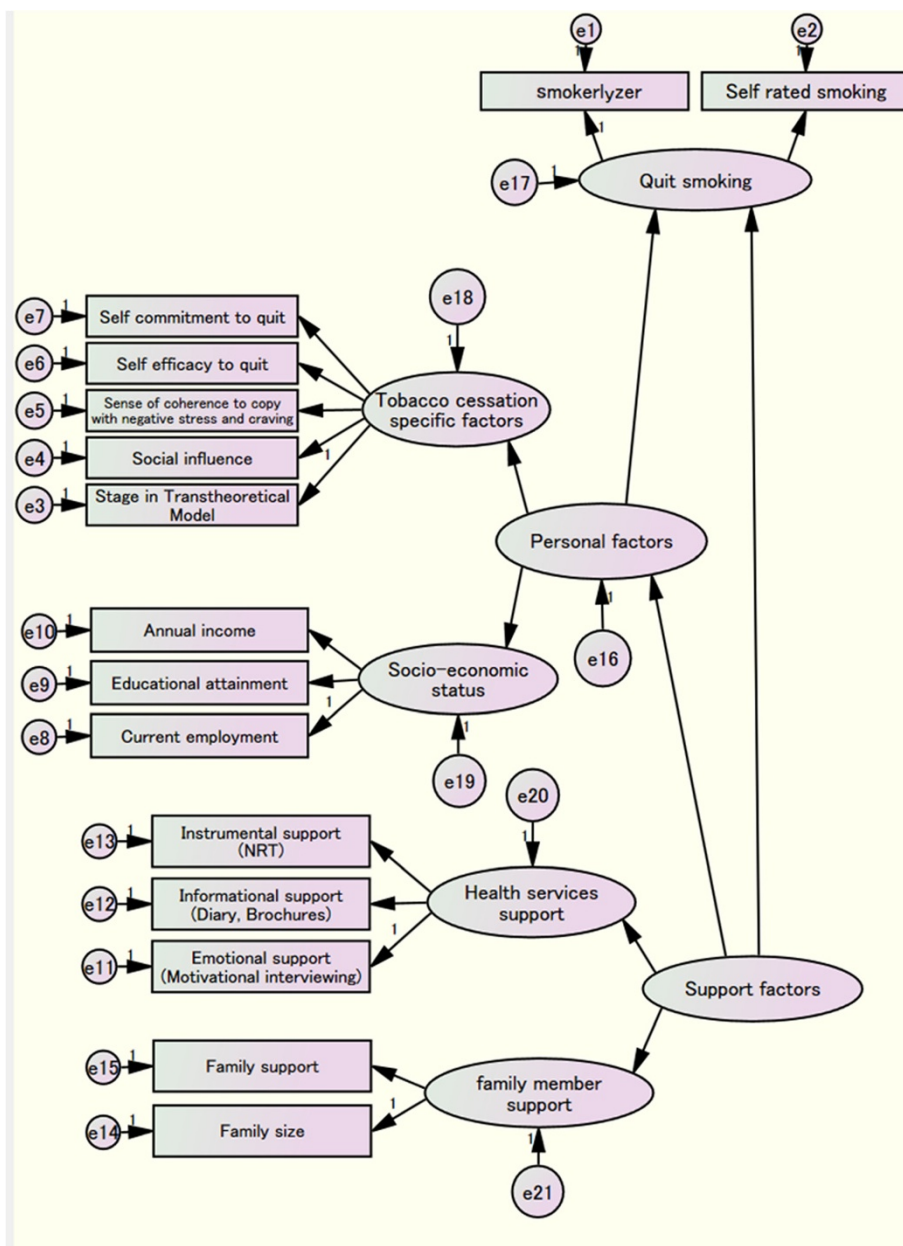 e1
e2
1
1
smokerlyzer
Self rated smoking
1
e17
1
Quit smoking
e18
1
e7
1
Self commitment to quit
e6
1
Self efficacy to quit
e5
1
Sense of coherence to copy
with negative stress and craving
e4
1
Social influence
1
e3
1
Stage in Transtheoretical
Model
Tobacco cessation
specific factors
Personal factors
1
e16
e10
1
Annual income
e9
1
Educational attainment
e8
1
Current employment
1
Socio-economic
status
1
e19
e20
1
e13
1
Instrumental support
(NRT)
e12
1
Informational support
(Diary, Brochures)
e11
1
Emotional support
(Motivational interviewing)
1
Health services
support
Support factors
e15
1
Family support
e14
1
Family size
1
family member
support
1
e21